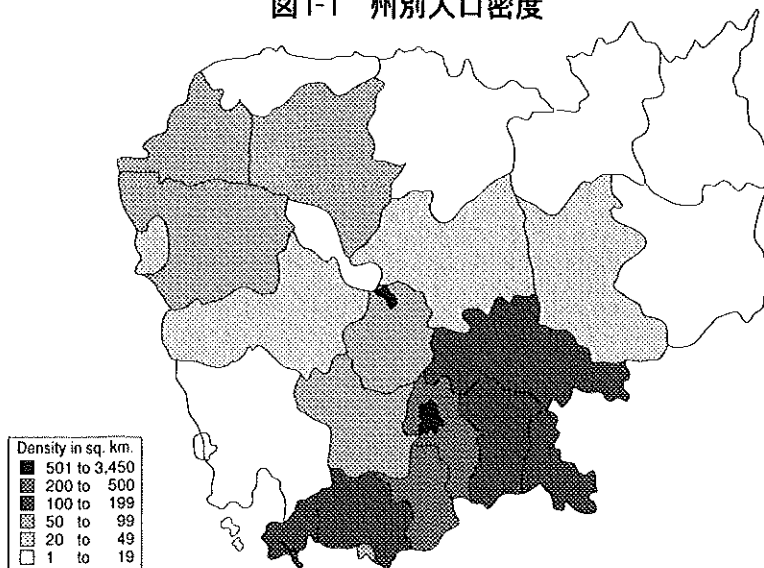 図1-1 州別人口密度
Density in sq. km.
501 to 3,450
200 to 500
100 to 199
50 to 99
20 to 49
1 to 19